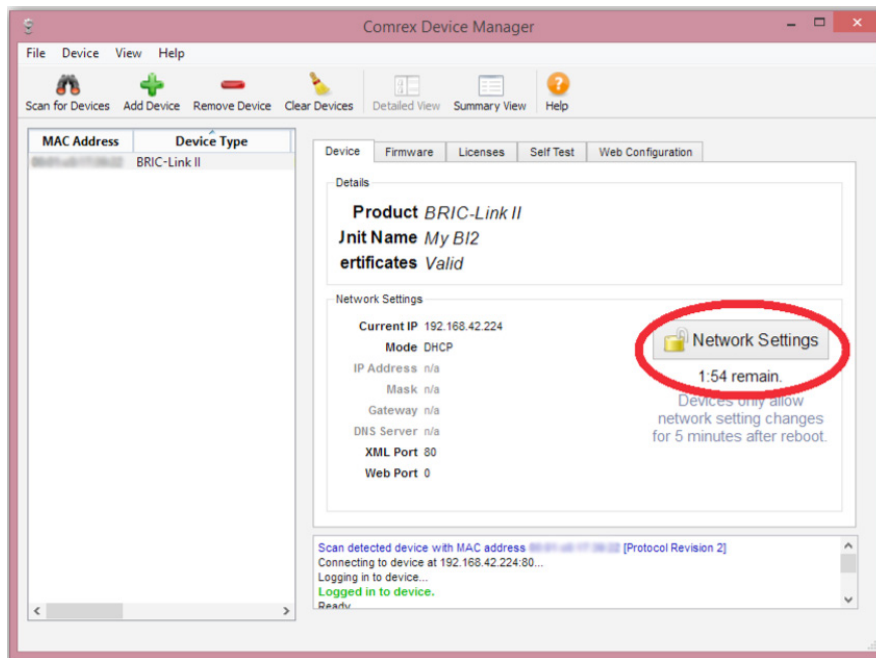 Comrex Device Manager
File Device View Help
Scan for Devices Add Device Remove Device Clear Devices Detailed View Summary View Help
MAC Address Device Type
BRIC-Link II
Device Firmware Licenses Self Test Web Configuration
Details
Product BRIC-Link II
Jnit Name My BI2
ertificates Valid
Network Settings
Current IP 192.168.42.224
Mode DHCP
IP Address n/a
Mask n/a
Gateway n/a
DNS Server n/a
XML Port 80
Web Port 0
Network Settings
1:54 remain.
Devices only allow
network setting changes
for 5 minutes after reboot.
Scan detected device with MAC address [Protocol Revision 2]
Connecting to device at 192.168.42.224:80...
Logging in to device...
Logged in to device.
Ready